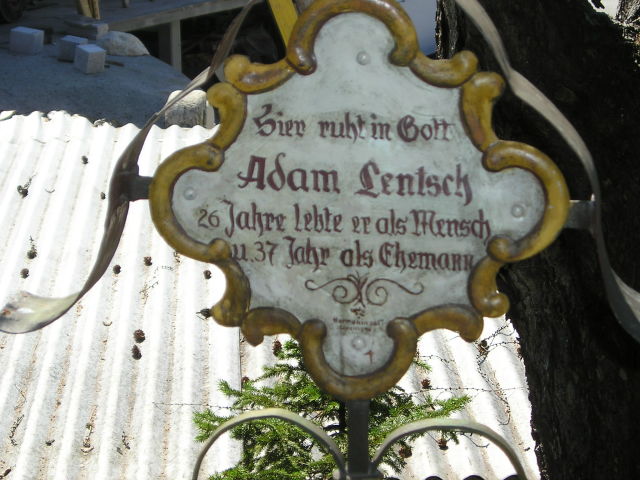 Hier ruht in Gott
Adam Lentsch
26 Jahre lebte er als Mensch
u. 37 Jahr als Ehemann